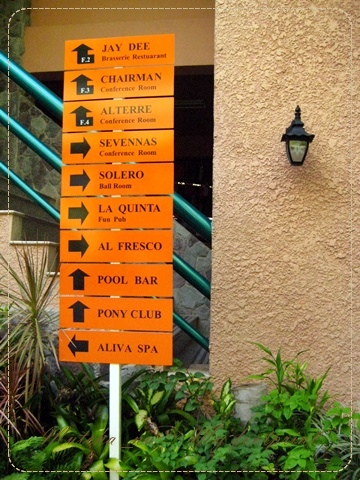 JAY DEE
F.2 Brasserie Restaurant
CHAIRMAN
F.3 Conference Room
ALTERRE
F.4 Conference Room
SEVENNAS
Conference Room
SOLERO
Ball Room
LA QUINTA
Fun Pub
AL FRESCO
POOL BAR
PONY CLUB
ALIVA SPA